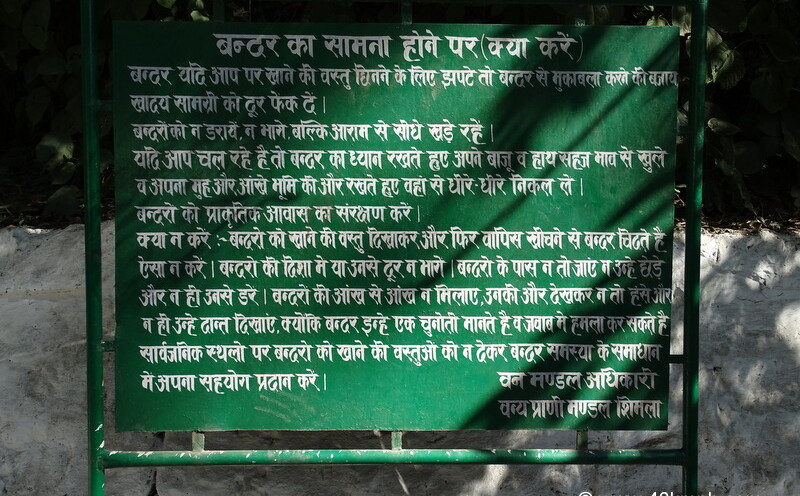 बन्दर का सामना होने पर (क्या करें)
बन्दर यदि आप पर खाने की वस्तु छिनने के लिए झपटे तो बन्दर से मुकाबला करने की बजाय
खादय सामग्री को दूर फेंक दें।
बन्दरों को न डरायें, न भागे बल्कि आराम से सीधे खड़े रहें।
यदि आप चल रहे है तो बन्दर का ध्यान रखते हुए अपने बाजू व हाथ सहज भाव से खुले
व अपना मुह और आंखे भूमि की और रखते हुए वहां से धीरे-धीरे निकल ले।
बन्दरों को प्राकृतिक आवास का संरक्षण करें।
क्या न करें :- बन्दरों को खाने की वस्तु दिखाकर और फिर वापिस खीचने से बन्दर चिढते है
ऐसा न करें। बन्दरों की दिशा मे या उनसे दूर न भागे। बन्दरो के पास न तो जाएं न उन्हे छेड़े
और न ही उनसे डरें। बन्दरों की आंख से आंख न मिलाए, उनकी और देखकर न तो हंसे और
न ही उन्हे दान्त दिखाएं, क्योंकि बन्दर इन्हे एक चुनोती मानते है व जवाब मे हमला कर सकते है
सार्वजनिक स्थलो पर बन्दरो को खाने की वस्तुओं को न देकर बन्दर समस्या के समाधान
में अपना सहयोग प्रदान करें।
वन मण्डल अधिकारी
वन्य प्राणी मण्डल शिमला